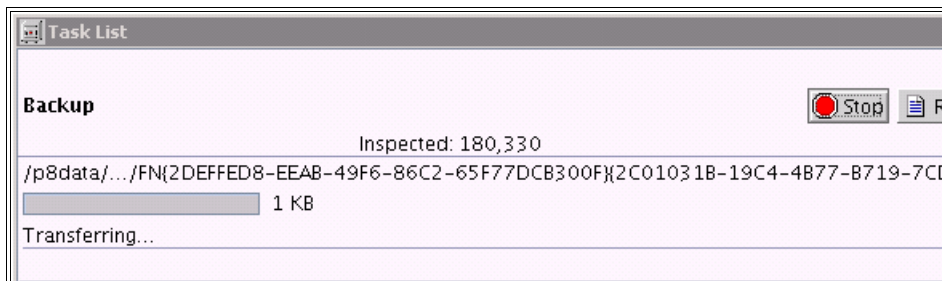 Task List
Backup
Stop R
Inspected: 180,330
/p8data/.../FN{2DEFFED8-EEAB-49F6-86C2-65F77DCB300F}{2C01031B-19C4-4B77-B719-7CD
1 KB
Transferring...